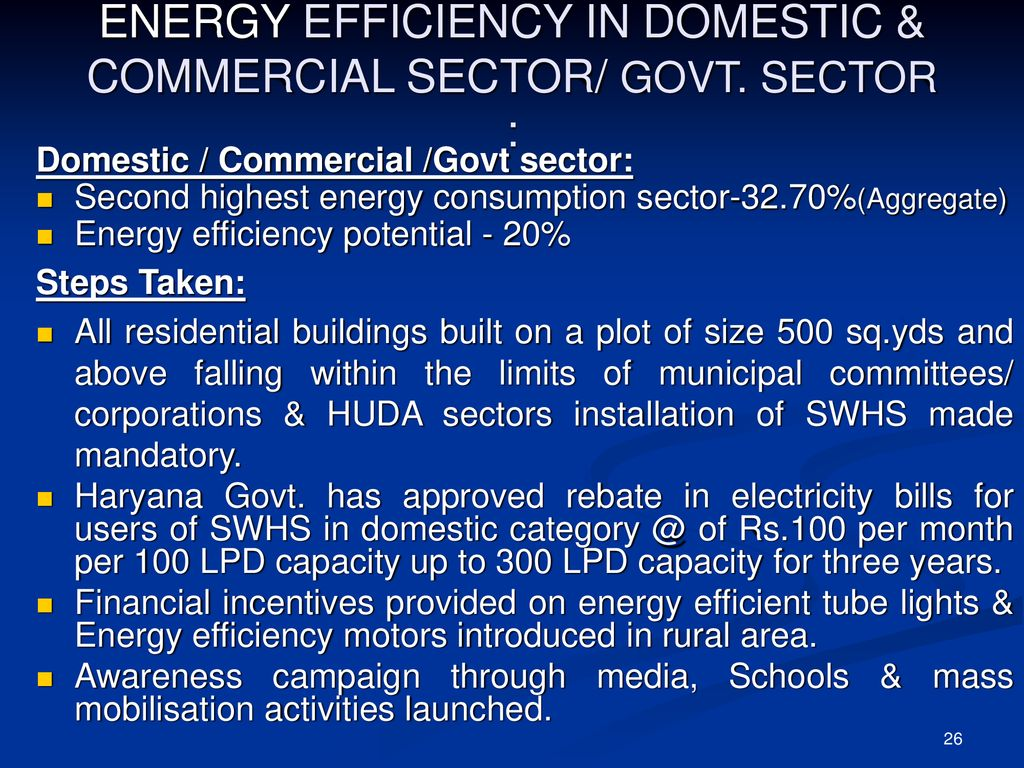 ENERGY EFFICIENCY IN DOMESTIC &
COMMERCIAL SECTOR/ GOVT. SECTOR
:
Domestic / Commercial /Govt sector:
Second highest energy consumption sector-32.70%(Aggregate)
Energy efficiency potential - 20%
Steps Taken:
All residential buildings built on a plot of size 500 sq.yds and
above falling within the limits of municipal committees/
corporations & HUDA sectors installation of SWHS made
mandatory.
Haryana Govt. has approved rebate in electricity bills for
users of SWHS in domestic category @ of Rs.100 per month
per 100 LPD capacity up to 300 LPD capacity for three years.
Financial incentives provided on energy efficient tube lights &
Energy efficiency motors introduced in rural area.
Awareness campaign through media, Schools & mass
mobilisation activities launched.
26